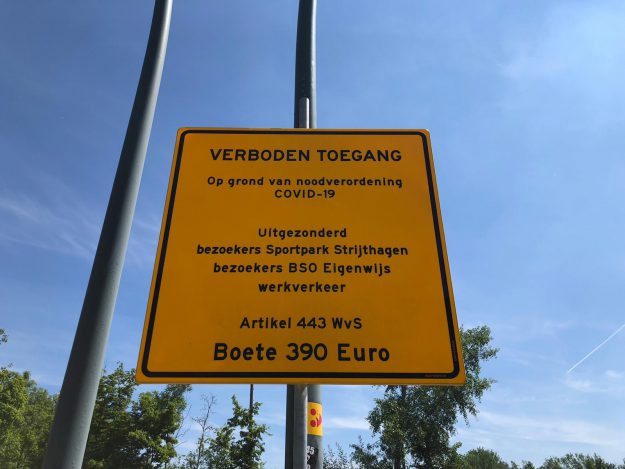 VERBODEN TOEGANG
Op grond van noodverordening
COVID-19
Uitgezonderd
bezoekers Sportpark Strijthagen
bezoekers BSO Eigenwijs
werkverkeer
Artikel 443 WvS
Boete 390 Euro